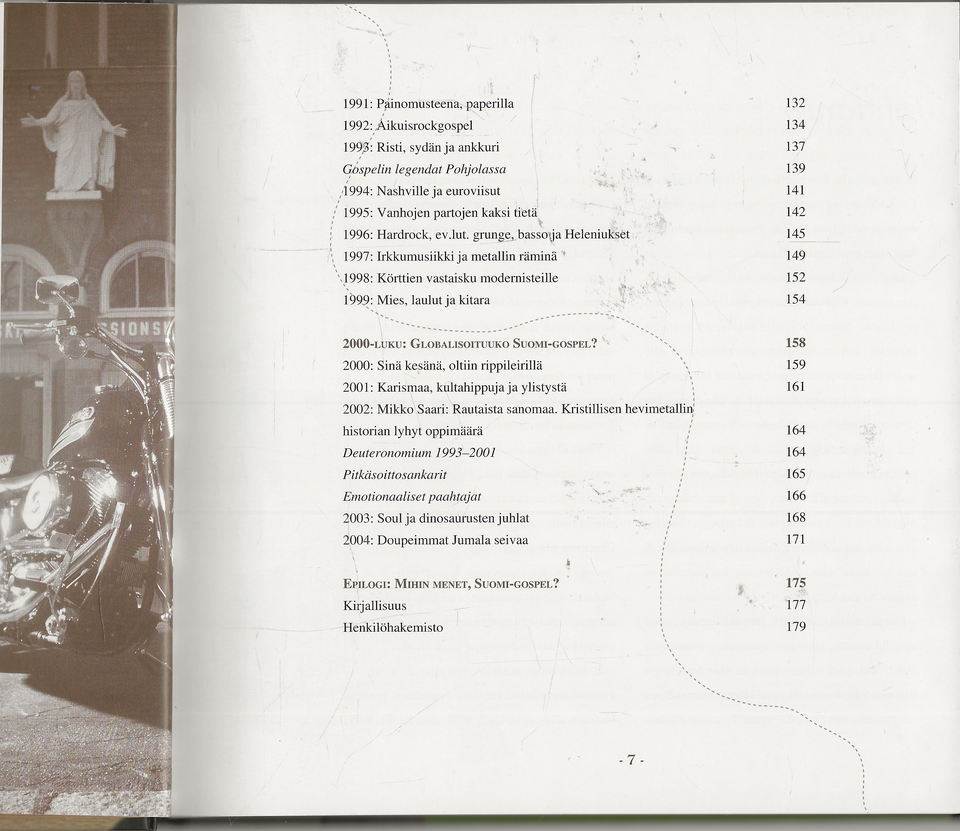 1991: Painomusteena, paperilla 132
1992: Aikuisrockgospel 134
1993: Risti, sydän ja ankkuri 137
Gospelin legendat Pohjolassa 139
1994: Nashville ja euroviisut 141
1995: Vanhojen partojen kaksi tietä 142
1996: Hardrock, ev.lut. grunge, basso ja Heleniukset 145
1997: Irkkumusiikki ja metallin räminä 149
1998: Körttien vastaisku modernisteille 152
1999: Mies, laulut ja kitara 154
2000-LUKU: GLOBALISOITUUKO SUOMI-GOSPEL? 158
2000: Sinä kesänä, oltiin rippileirillä 159
2001: Karismaa, kultahippuja ja ylistystä 161
2002: Mikko Saari: Rautaista sanomaa. Kristillisen hevimetallin
historian lyhyt oppimäärä 164
Deuteronomium 1993–2001 164
Pitkäsoittosankarit 165
Emotionaaliset paahtajat 166
2003: Soul ja dinosaurusten juhlat 168
2004: Doupeimmat Jumala seivaa 171
EPILOGI: MIHIN MENET, SUOMI-GOSPEL? 175
Kirjallisuus 177
Henkilöhakemisto 179
- 7 -